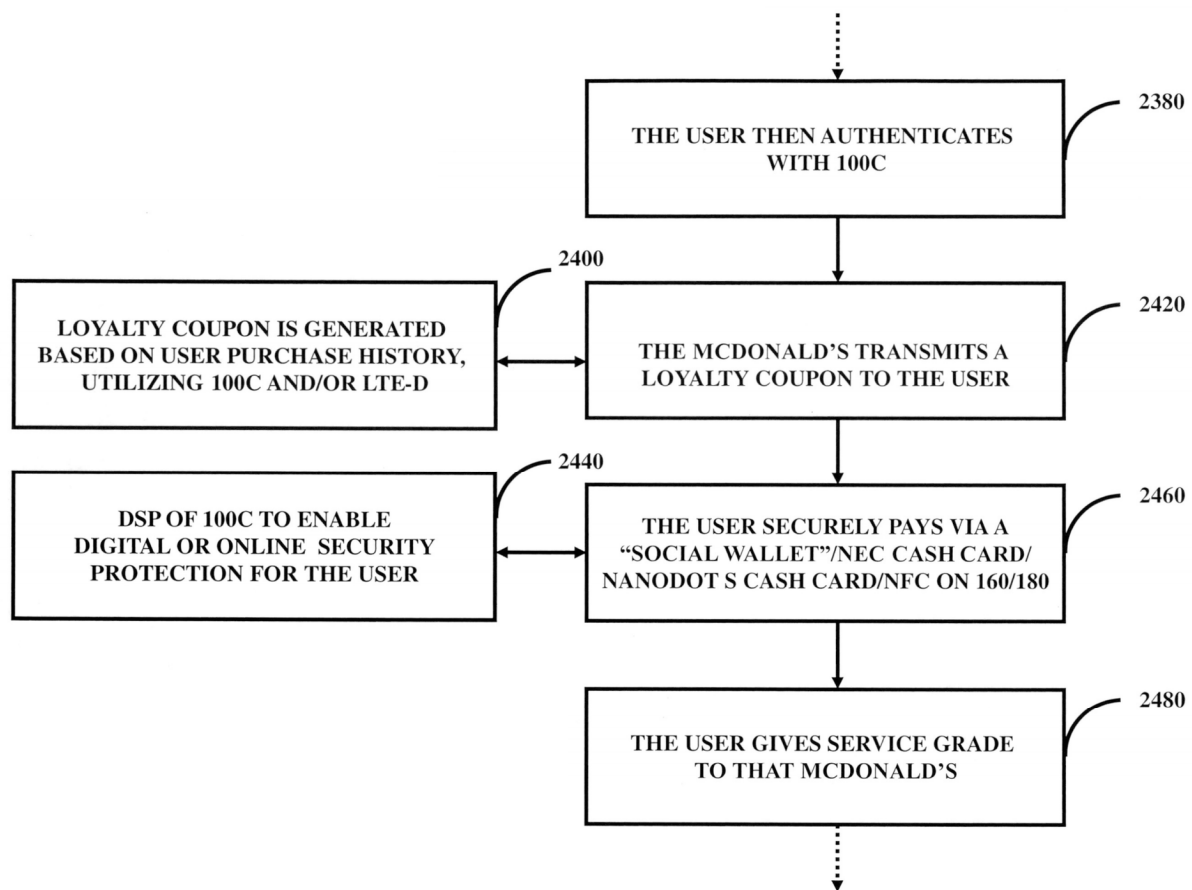 2380
THE USER THEN AUTHENTICATES
WITH 100C
2400
LOYALTY COUPON IS GENERATED
BASED ON USER PURCHASE HISTORY,
UTILIZING 100C AND/OR LTE-D
2420
THE MCDONALD'S TRANSMITS A
LOYALTY COUPON TO THE USER
2440
DSP OF 100C TO ENABLE
DIGITAL OR ONLINE SECURITY
PROTECTION FOR THE USER
2460
THE USER SECURELY PAYS VIA A
“SOCIAL WALLET”/NEC CASH CARD/
NANODOT S CASH CARD/NFC ON 160/180
2480
THE USER GIVES SERVICE GRADE
TO THAT MCDONALD'S